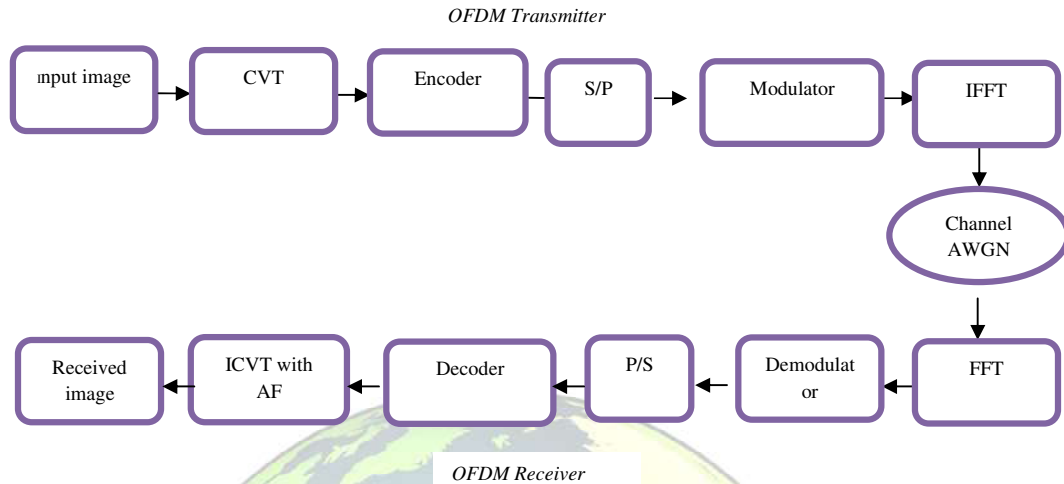 OFDM Transmitter
nput image
CVT
Encoder
S/P
Modulator
IFFT
Channel
AWGN
FFT
Demodulat
or
P/S
Decoder
ICVT with
AF
Received
image
OFDM Receiver